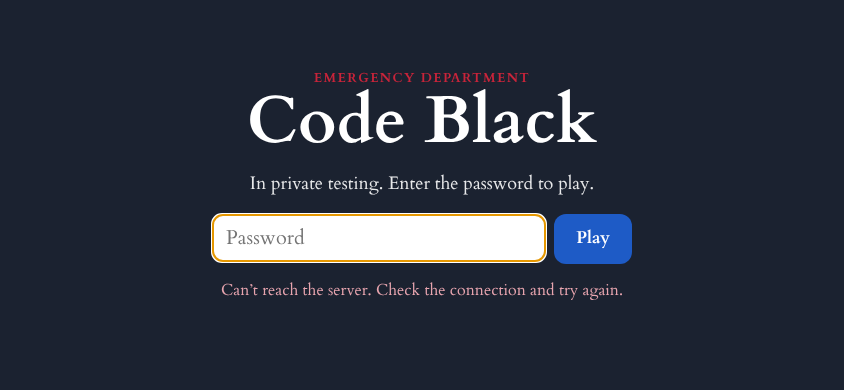 EMERGENCY DEPARTMENT
Code Black
In private testing. Enter the password to play.
Password
Play
Can’t reach the server. Check the connection and try again.